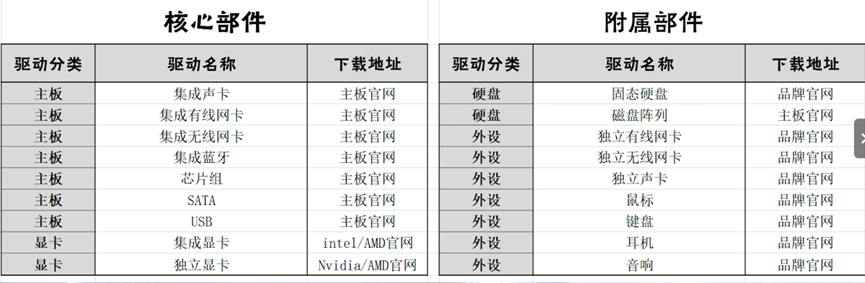 核心部件
驱动分类 驱动名称 下载地址
主板 集成声卡 主板官网
主板 集成有线网卡 主板官网
主板 集成无线网卡 主板官网
主板 集成蓝牙 主板官网
主板 芯片组 主板官网
主板 SATA 主板官网
主板 USB 主板官网
显卡 集成显卡 intel/AMD官网
显卡 独立显卡 Nvidia/AMD官网
附属部件
驱动分类 驱动名称 下载地址
硬盘 固态硬盘 品牌官网
硬盘 磁盘阵列 主板官网
外设 独立有线网卡 品牌官网
外设 独立无线网卡 品牌官网
外设 独立声卡 品牌官网
外设 鼠标 品牌官网
外设 键盘 品牌官网
外设 耳机 品牌官网
外设 音响 品牌官网